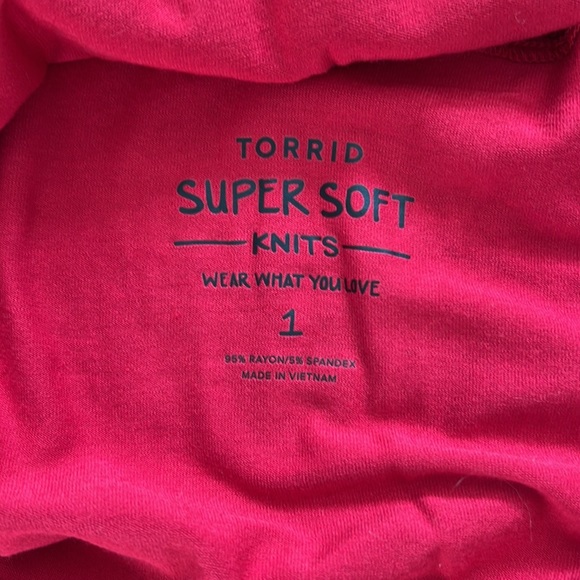 TORRID
SUPER SOFT
KNITS
WEAR WHAT YOU LOVE
1
95% RAYON/5% SPANDEX
MADE IN VIETNAM